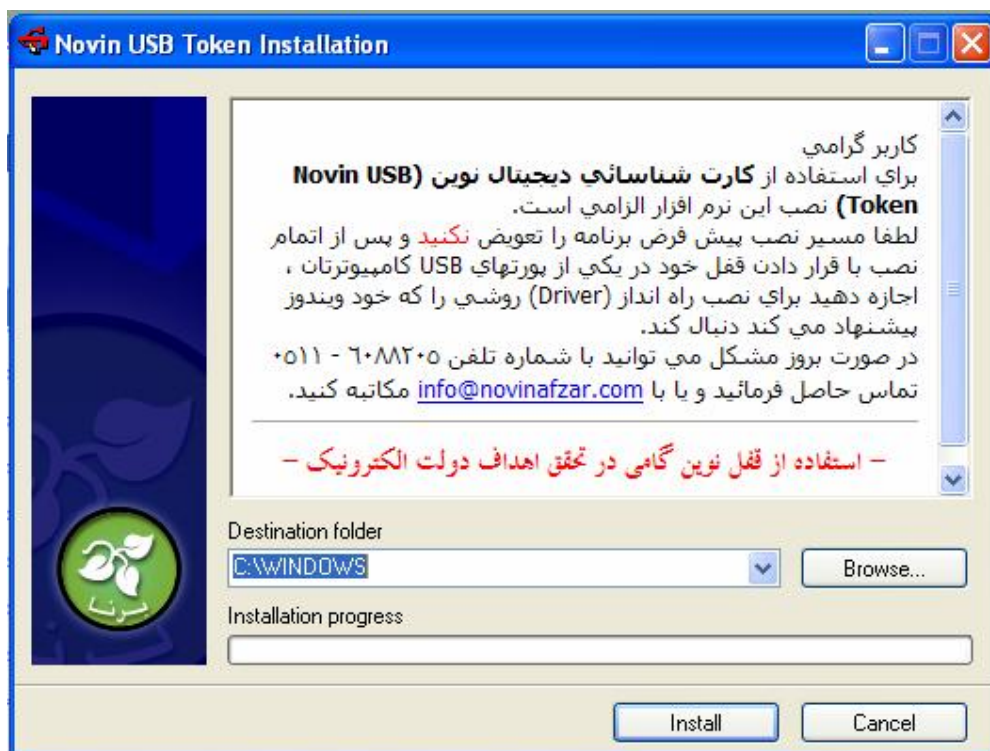 Novin USB Token Installation
كاربر گرامي
براي استفاده از كارت شناسائي ديجيتال نوين (Novin USB
Token) نصب اين نرم افزار الزامي است.
لطفا مسير نصب پيش فرض برنامه را تعويض نكنيد و پس از اتمام
نصب با قرار دادن قفل خود در يكي از پورتهاي USB كامپيوترتان ،
اجازه دهيد براي نصب راه انداز (Driver) روشي را كه خود ويندوز
پيشنهاد مي كند دنبال كند.
در صورت بروز مشكل مي توانيد با شماره تلفن ٦٠٨٨٢٠٥ - ٠٥١١
تماس حاصل فرمائيد و يا با info@novinafzar.com مكاتبه كنيد.
– استفاده از قفل نوین گامی در تحقق اهداف دولت الکترونیک –
برنا
Destination folder
C:\WINDOWS
Browse...
Installation progress
Install
Cancel